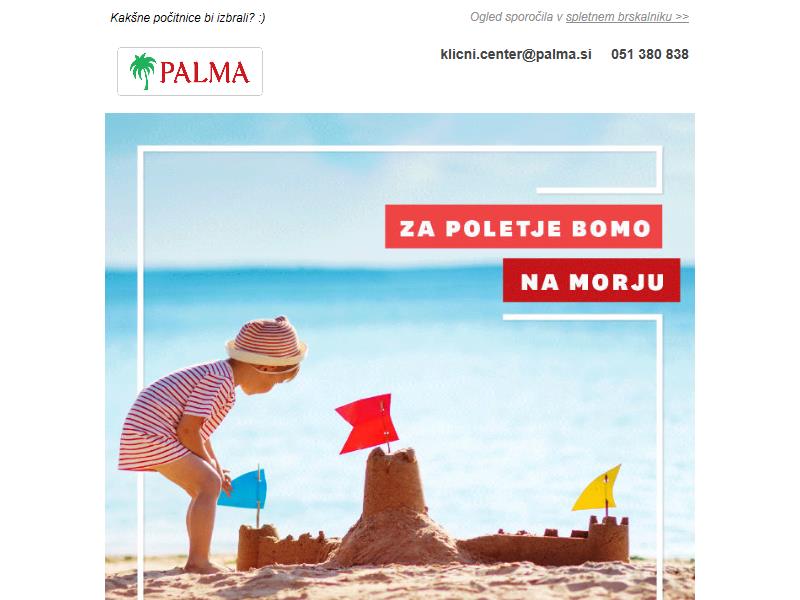 Kakšne počitnice bi izbrali? :)
Ogled sporočila v spletnem brskalniku >>
PALMA
klicni.center@palma.si 051 380 838
ZA POLETJE BOMO
NA MORJU